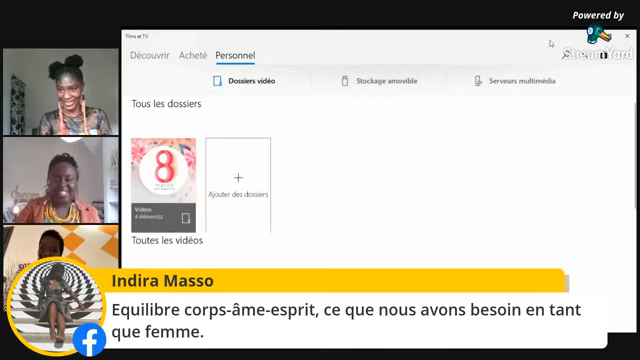 Powered by
StreamYard
Films et TV
Découvrir Acheté Personnel
Dossiers vidéo Stockage amovible Serveurs multimédia
Tous les dossiers
8
Vidéos
4 élément(s)
Ajouter des dossiers
Toutes les vidéos
Indira Masso
Equilibre corps-âme-esprit, ce que nous avons besoin en tant
que femme.